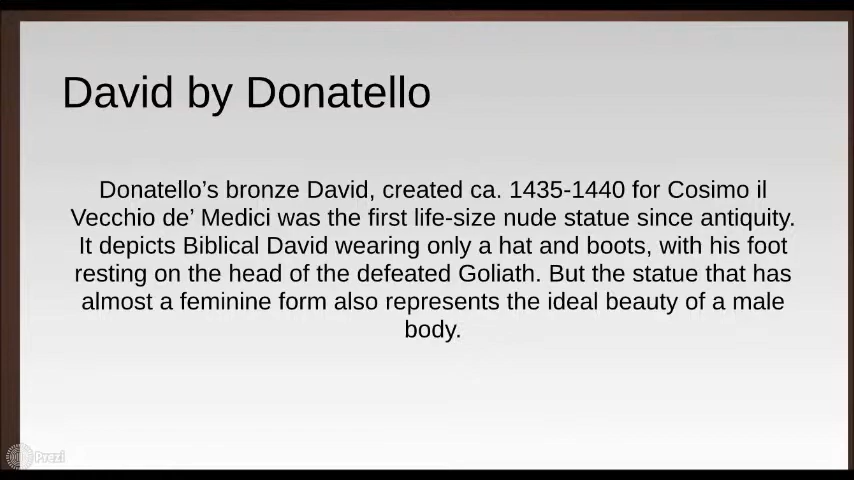 David by Donatello
Donatello’s bronze David, created ca. 1435-1440 for Cosimo il
Vecchio de’ Medici was the first life-size nude statue since antiquity.
It depicts Biblical David wearing only a hat and boots, with his foot
resting on the head of the defeated Goliath. But the statue that has
almost a feminine form also represents the ideal beauty of a male
body.
Prezi